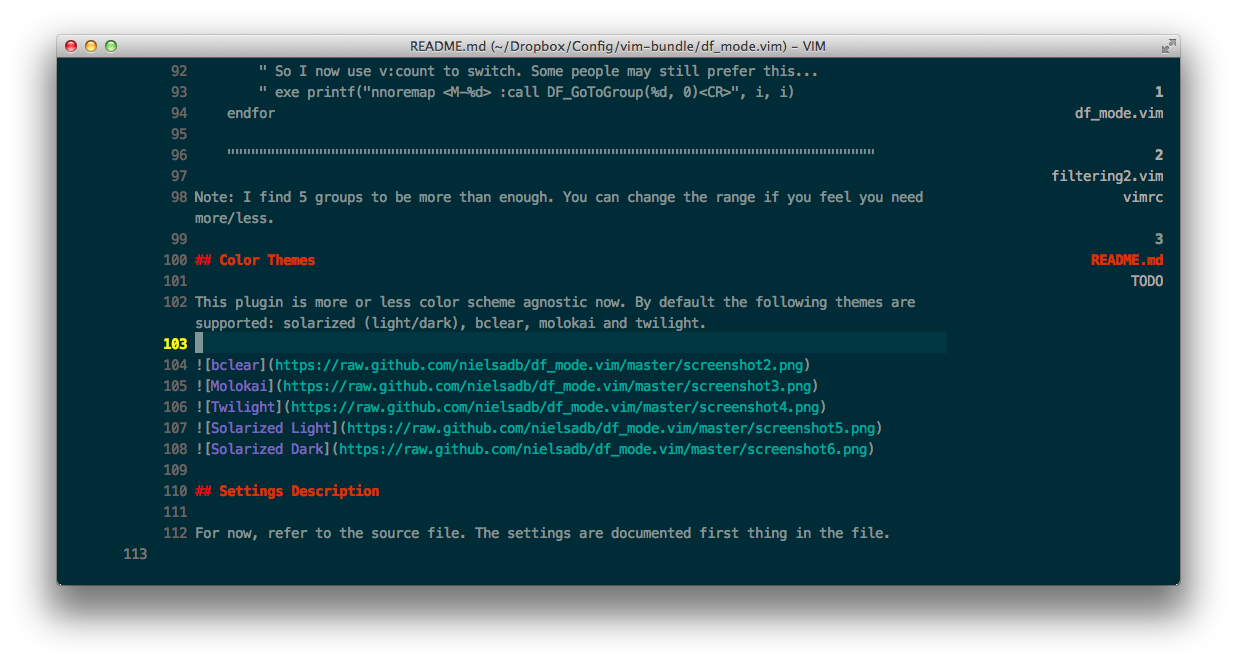 README.md (~/Dropbox/Config/vim-bundle/df_mode.vim) – VIM
92 " So I now use v:count to switch. Some people may still prefer this...
93 " exe printf("nnoremap <M-%d> :call DF_GoToGroup(%d, 0)<CR>", i, i)
1
94 endfor
df_mode.vim
95
96 """""""""""""""""""""""""""""""""""""""""""""""""""""""""""""""""""""""""""""""""
2
97
filtering2.vim
98 Note: I find 5 groups to be more than enough. You can change the range if you feel you need
vimrc
more/less.
99
3
100 ## Color Themes
README.md
101
TODO
102 This plugin is more or less color scheme agnostic now. By default the following themes are
supported: solarized (light/dark), bclear, molokai and twilight.
103
104 ![bclear](https://raw.github.com/nielsadb/df_mode.vim/master/screenshot2.png)
105 ![Molokai](https://raw.github.com/nielsadb/df_mode.vim/master/screenshot3.png)
106 ![Twilight](https://raw.github.com/nielsadb/df_mode.vim/master/screenshot4.png)
107 ![Solarized Light](https://raw.github.com/nielsadb/df_mode.vim/master/screenshot5.png)
108 ![Solarized Dark](https://raw.github.com/nielsadb/df_mode.vim/master/screenshot6.png)
109
110 ## Settings Description
111
112 For now, refer to the source file. The settings are documented first thing in the file.
113